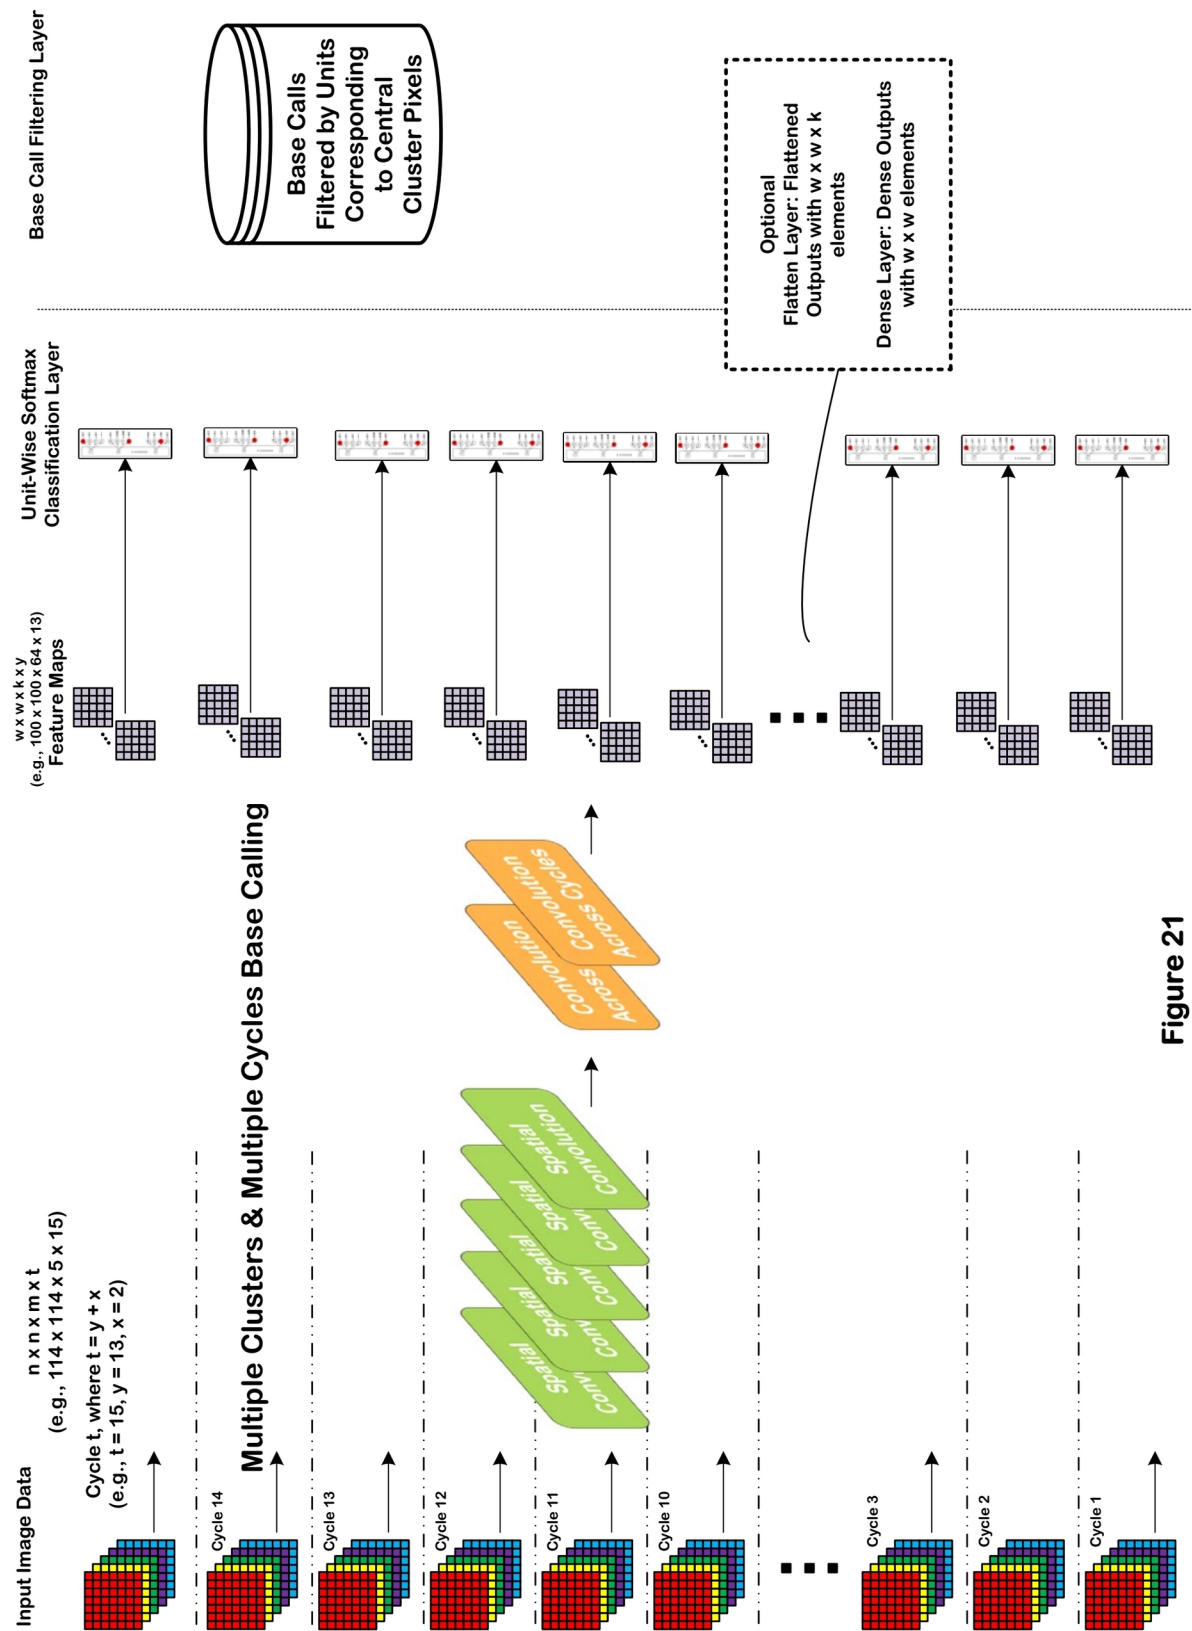 Input Image Data
n x n x m x t
(e.g., 114 x 114 x 5 x 15)
Cycle t, where t = y + x
(e.g., t = 15, y = 13, x = 2)
Cycle 14
Cycle 13
Cycle 12
Cycle 11
Cycle 10
Cycle 3
Cycle 2
Cycle 1
Multiple Clusters & Multiple Cycles Base Calling
Spatial
Conv
Spatial
Conv
Spatial
Conv
Spatial
Conv
Spatial
Convolution
Convolution
Across
Convolution
Across Cycles
w x w x k x y
(e.g., 100 x 100 x 64 x 13)
Feature Maps
Unit-Wise Softmax
Classification Layer
Optional
Flatten Layer: Flattened
Outputs with w x w x k
elements
Dense Layer: Dense Outputs
with w x w elements
Base Call Filtering Layer
Base Calls
Filtered by Units
Corresponding
to Central
Cluster Pixels
Figure 21